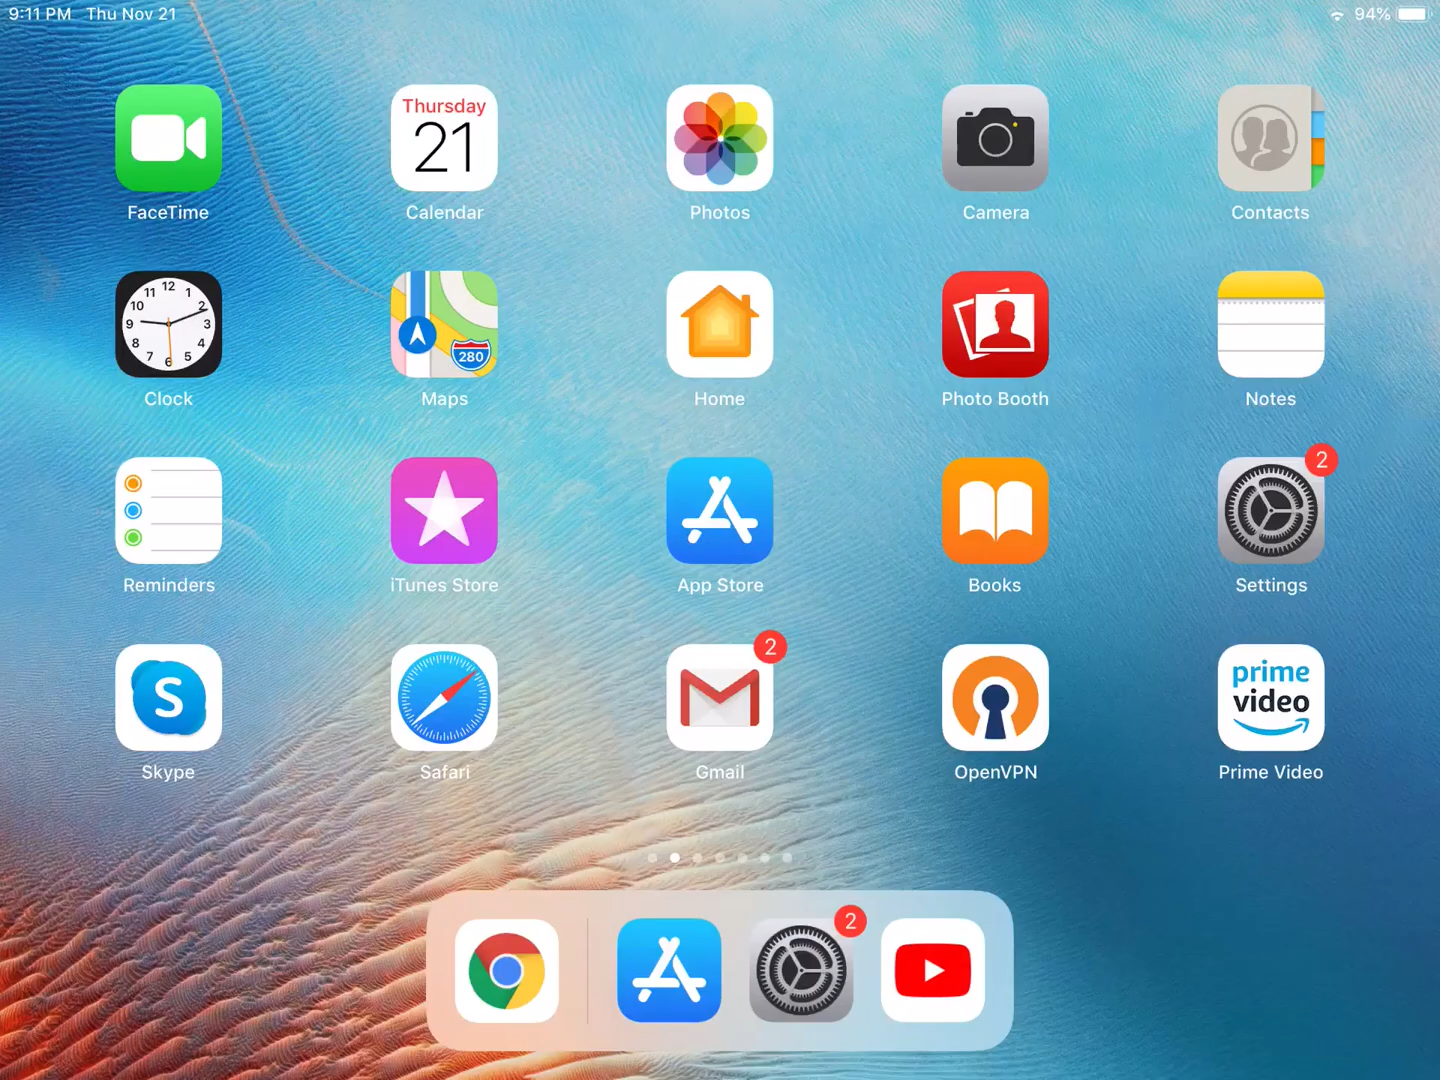 9:11 PM Thu Nov 21
94%
Thursday
21
FaceTime
Calendar
Photos
Camera
Contacts
12
11
1
10
2
9
3
8
4
7
5
6
280
Clock
Maps
Home
Photo Booth
Notes
2
Reminders
iTunes Store
App Store
Books
Settings
2
S
prime
video
Skype
Safari
Gmail
OpenVPN
Prime Video
2